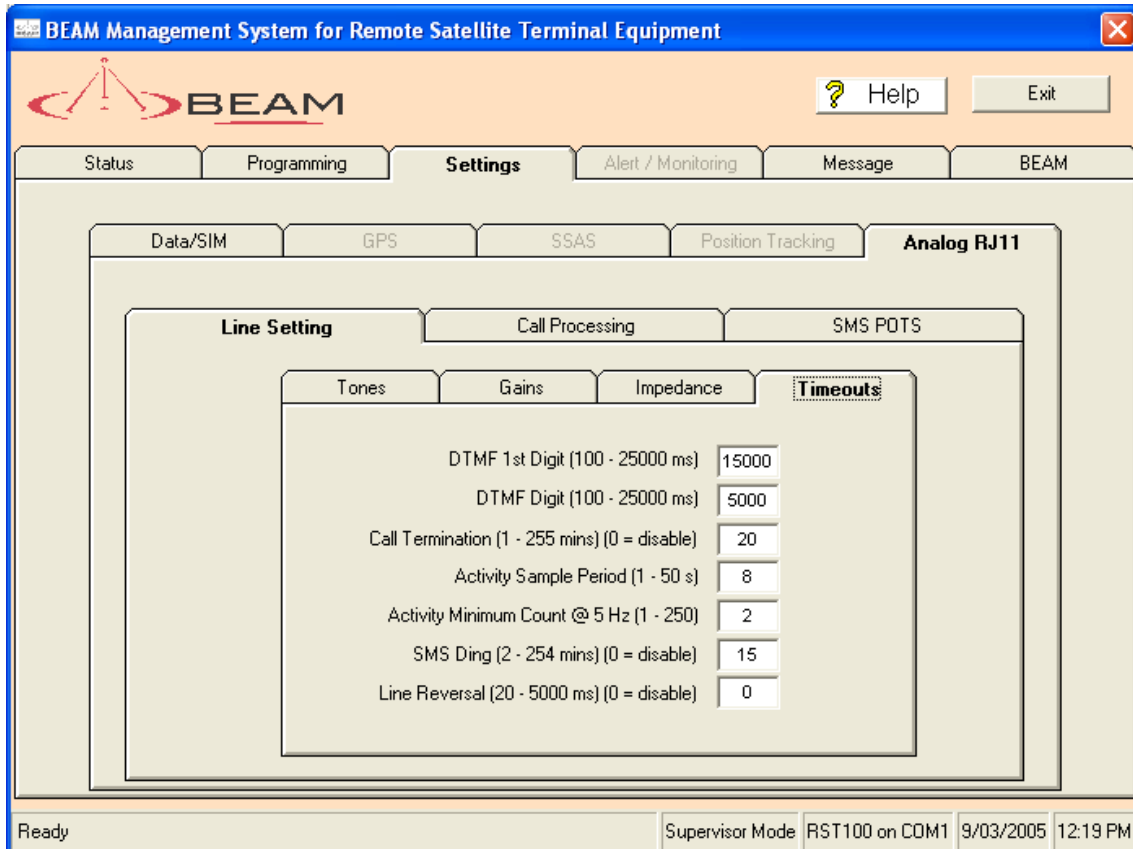 BEAM Management System for Remote Satellite Terminal Equipment
BEAM
? Help
Exit
Status Programming Settings Alert / Monitoring Message BEAM
Data/SIM GPS SSAS Position Tracking Analog RJ11
Line Setting Call Processing SMS POTS
Tones Gains Impedance Timeouts
DTMF 1st Digit (100 - 25000 ms) 15000
DTMF Digit (100 - 25000 ms) 5000
Call Termination (1 - 255 mins) (0 = disable) 20
Activity Sample Period (1 - 50 s) 8
Activity Minimum Count @ 5 Hz (1 - 250) 2
SMS Ding (2 - 254 mins) (0 = disable) 15
Line Reversal (20 - 5000 ms) (0 = disable) 0
Ready Supervisor Mode RST100 on COM1 9/03/2005 12:19 PM